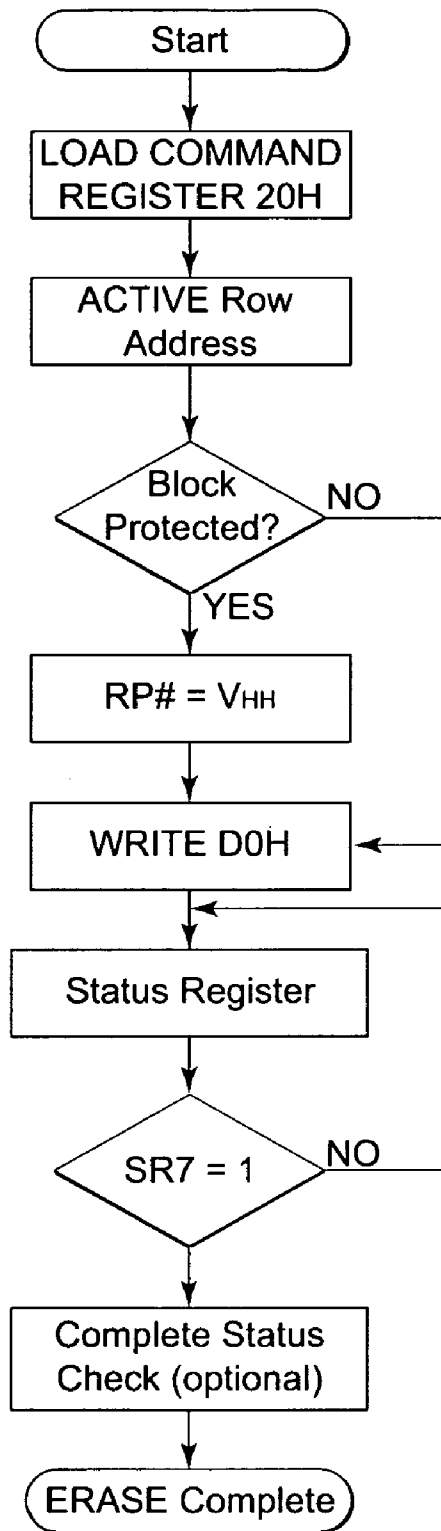 Start
LOAD COMMAND
REGISTER 20H
ACTIVE Row
Address
Block
Protected?
NO
YES
RP# = VHH
WRITE D0H
Status Register
SR7 = 1
NO
Complete Status
Check (optional)
ERASE Complete